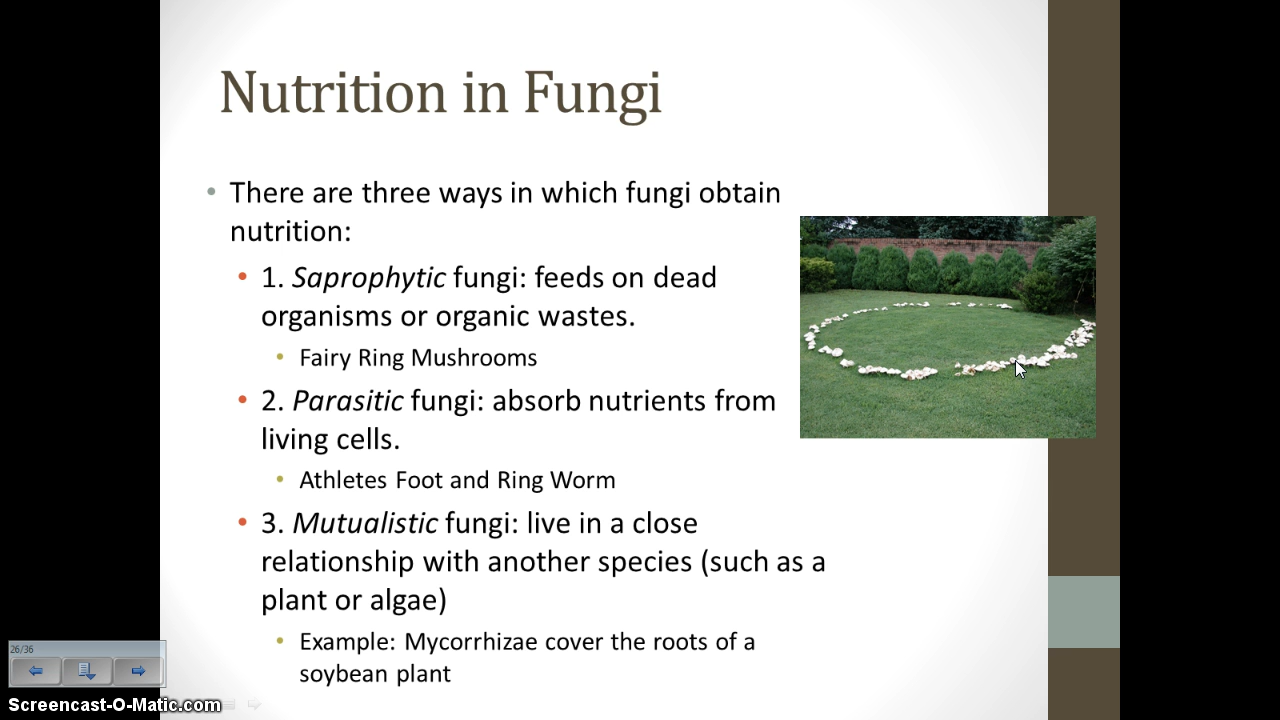 Nutrition in Fungi
• There are three ways in which fungi obtain
nutrition:
• 1. Saprophytic fungi: feeds on dead
organisms or organic wastes.
• Fairy Ring Mushrooms
• 2. Parasitic fungi: absorb nutrients from
living cells.
• Athletes Foot and Ring Worm
• 3. Mutualistic fungi: live in a close
relationship with another species (such as a
plant or algae)
• Example: Mycorrhizae cover the roots of a
soybean plant
26/36
Screencast-O-Matic.com